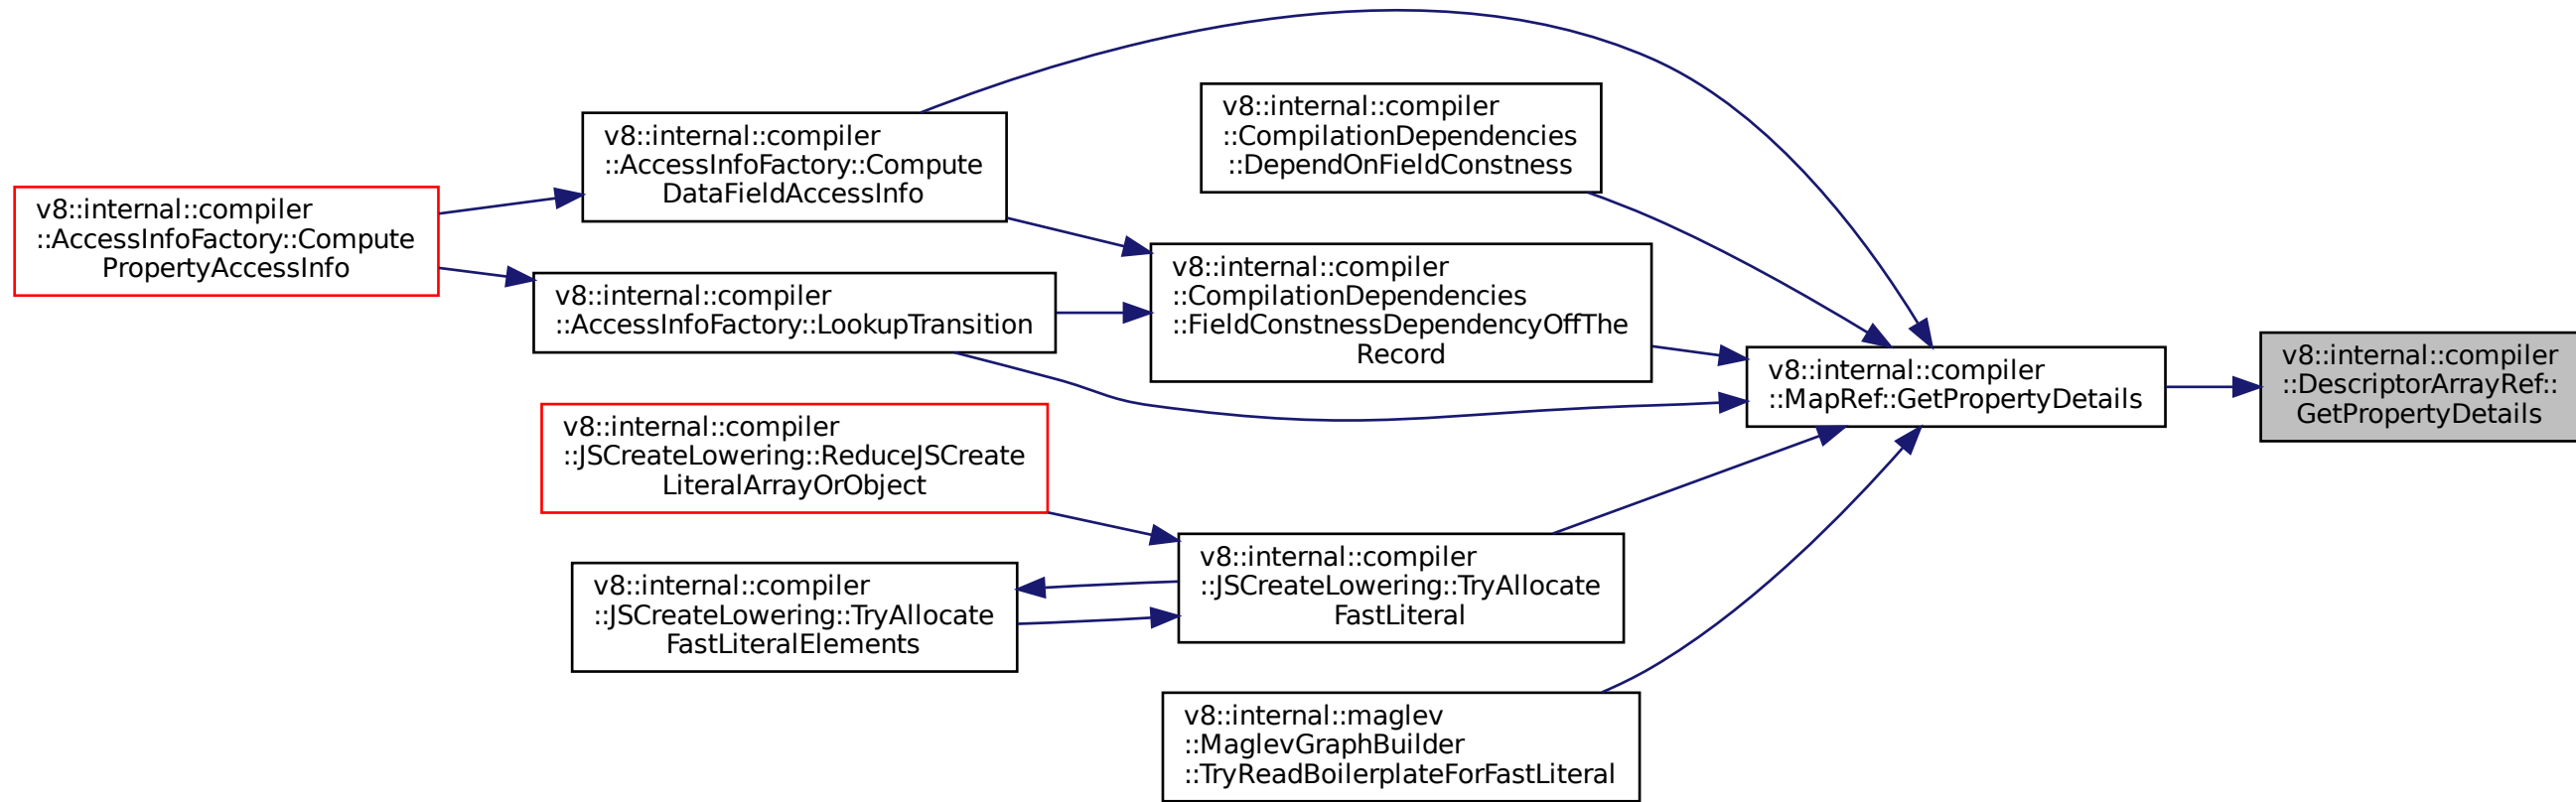 v8::internal::compiler
::AccessInfoFactory::Compute
PropertyAccessInfo
v8::internal::compiler
::AccessInfoFactory::Compute
DataFieldAccessInfo
v8::internal::compiler
::AccessInfoFactory::LookupTransition
v8::internal::compiler
::JSCreateLowering::ReduceJSCreate
LiteralArrayOrObject
v8::internal::compiler
::JSCreateLowering::TryAllocate
FastLiteralElements
v8::internal::compiler
::CompilationDependencies
::DependOnFieldConstness
v8::internal::compiler
::CompilationDependencies
::FieldConstnessDependencyOffThe
Record
v8::internal::compiler
::JSCreateLowering::TryAllocate
FastLiteral
v8::internal::maglev
::MaglevGraphBuilder
::TryReadBoilerplateForFastLiteral
v8::internal::compiler
::MapRef::GetPropertyDetails
v8::internal::compiler
::DescriptorArrayRef::
GetPropertyDetails